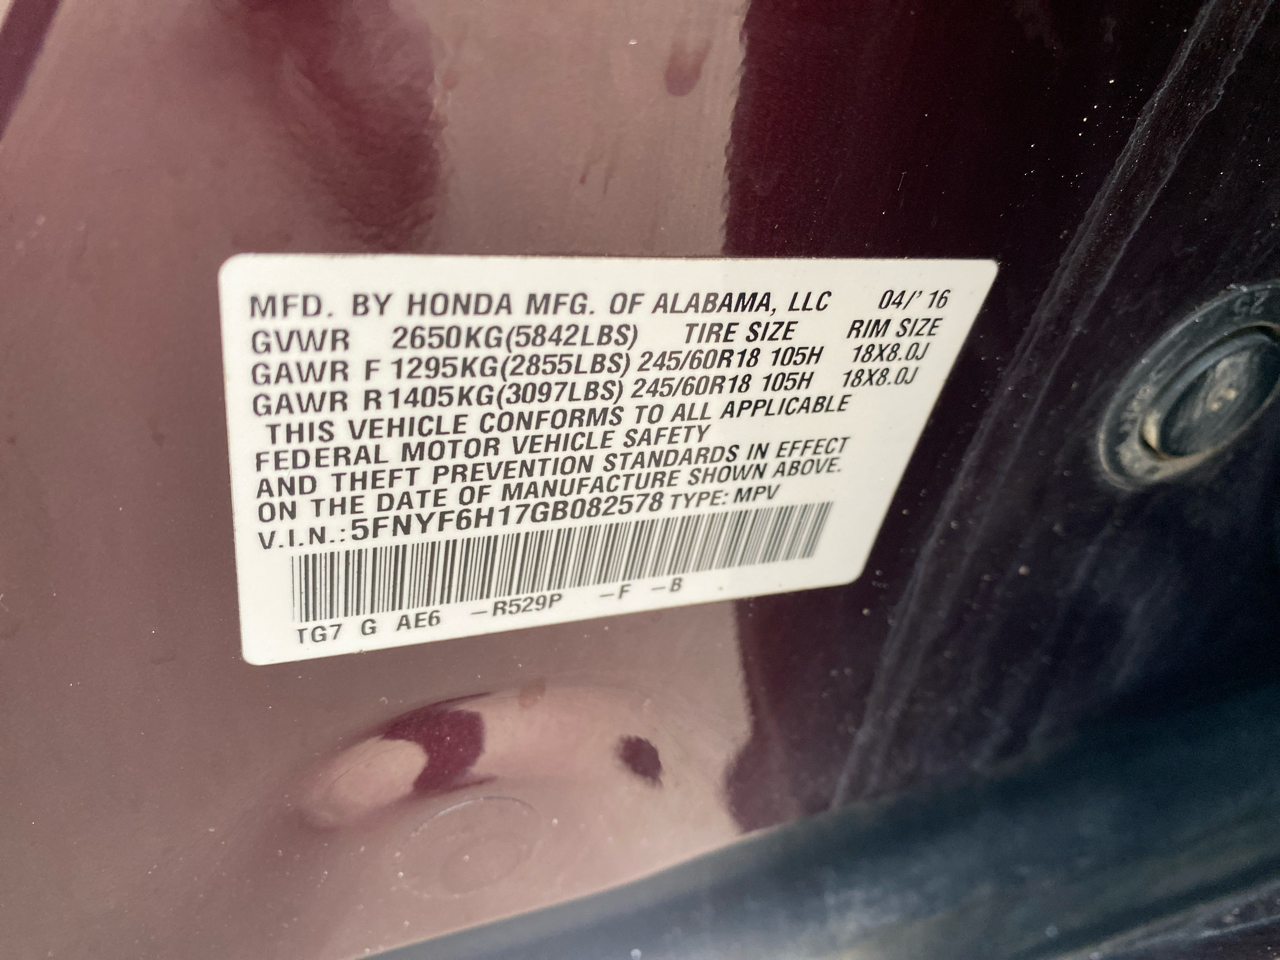 MFD. BY HONDA MFG. OF ALABAMA, LLC 04/'16
GVWR 2650KG(5842LBS) TIRE SIZE RIM SIZE
GAWR F 1295KG(2855LBS) 245/60R18 105H 18X8.0J
GAWR R1405KG(3097LBS) 245/60R18 105H 18X8.0J
THIS VEHICLE CONFORMS TO ALL APPLICABLE
FEDERAL MOTOR VEHICLE SAFETY
AND THEFT PREVENTION STANDARDS IN EFFECT
ON THE DATE OF MANUFACTURE SHOWN ABOVE.
V.I.N.:5FNYF6H17GB082578 TYPE: MPV
TG7 G AE6 -R529P -F -B
25